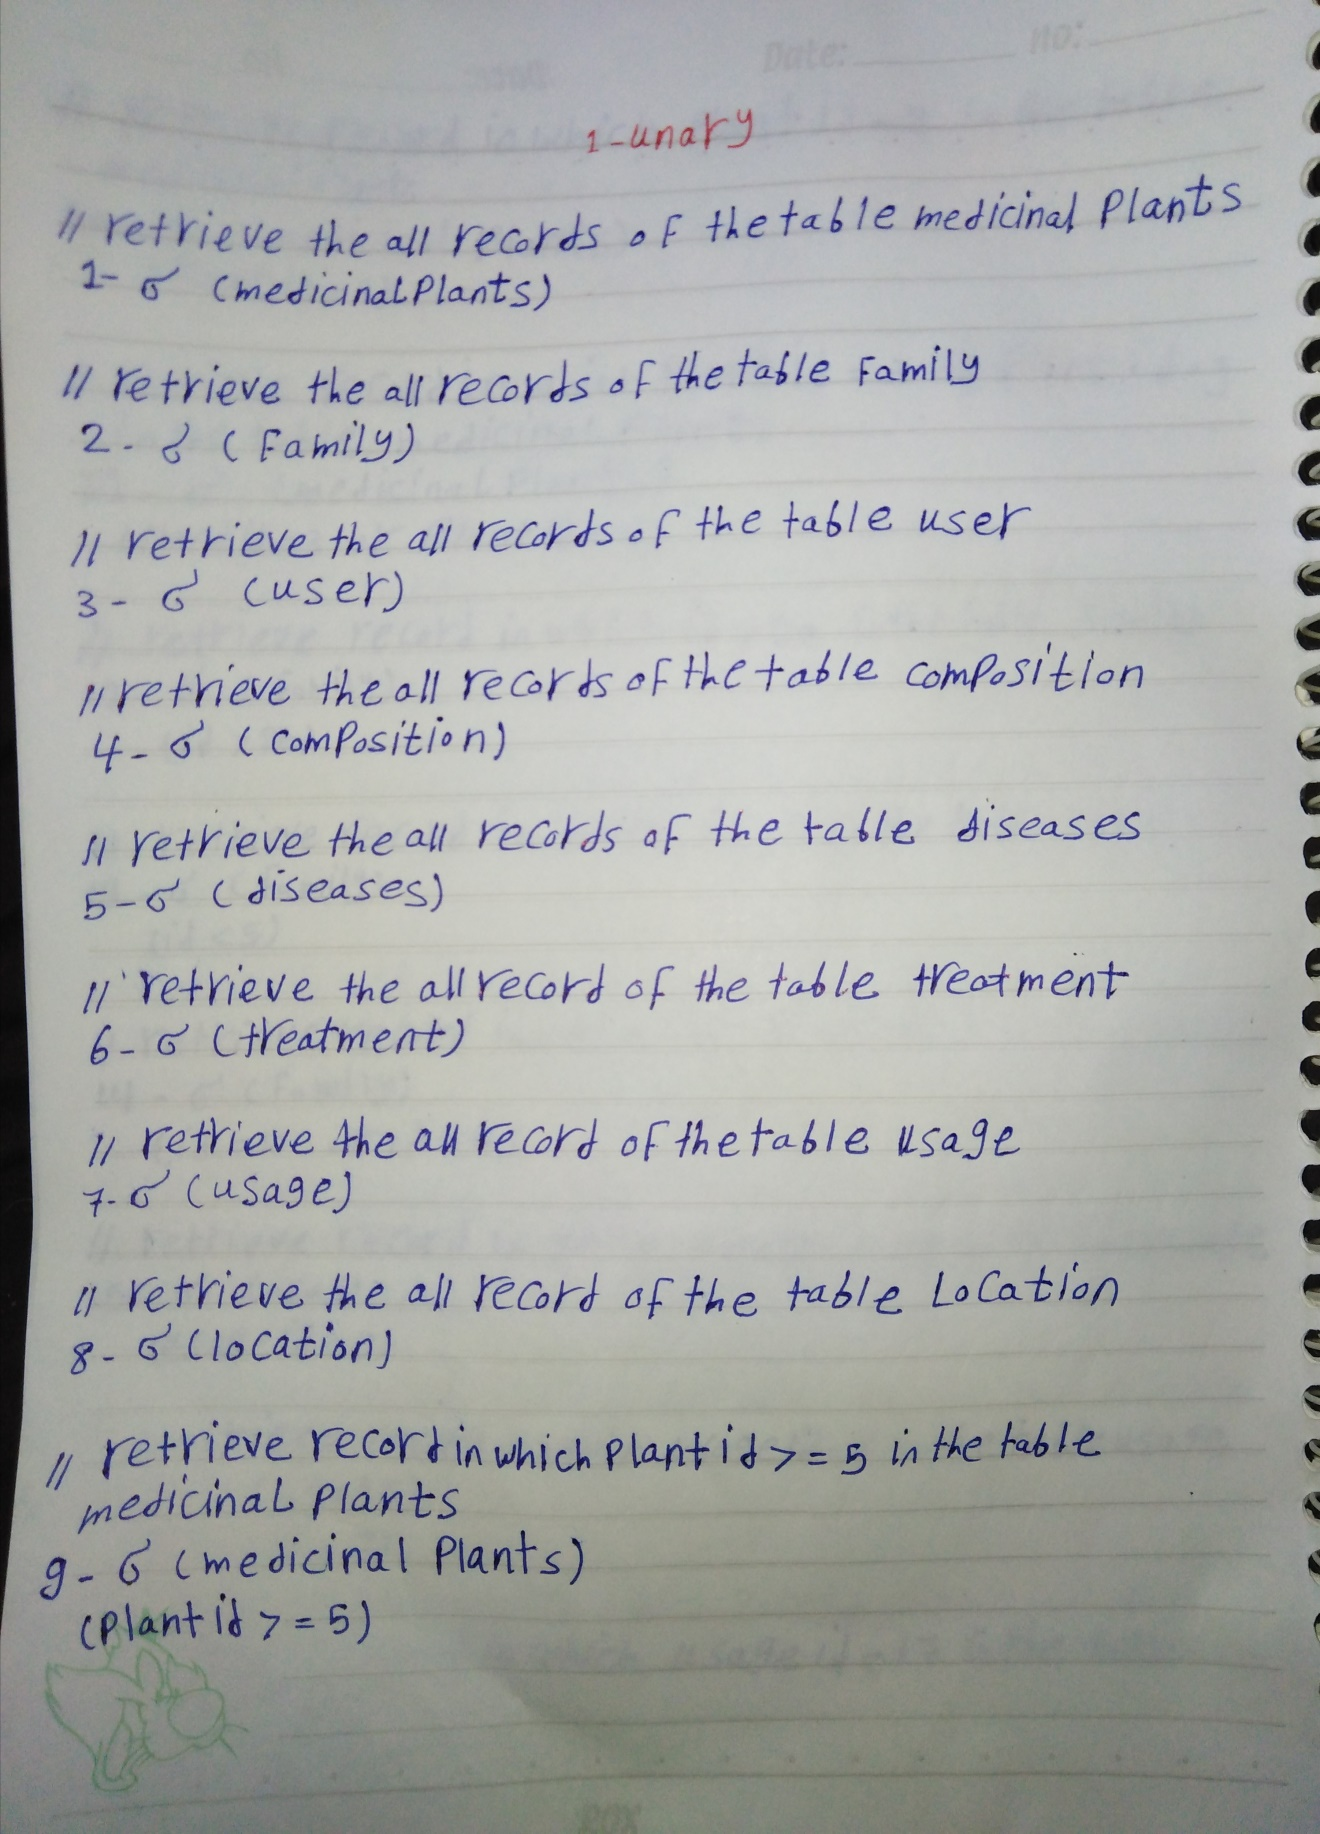 Date: no:
1-unary
// retrieve the all records of the table medicinal Plants
1- σ (medicinalPlants)
// retrieve the all records of the table Family
2- σ (Family)
// retrieve the all records of the table user
3- σ (user)
// retrieve the all records of the table composition
4- σ (composition)
// retrieve the all records of the table diseases
5-σ (diseases)
// retrieve the all record of the table treatment
6- σ (treatment)
// retrieve the all record of the table usage
7-σ (usage)
// retrieve the all record of the table Location
8- σ (location)
// retrieve record in which Plant id >= 5 in the table
medicinal Plants
9- σ (medicinal Plants)
(Plant id >= 5)